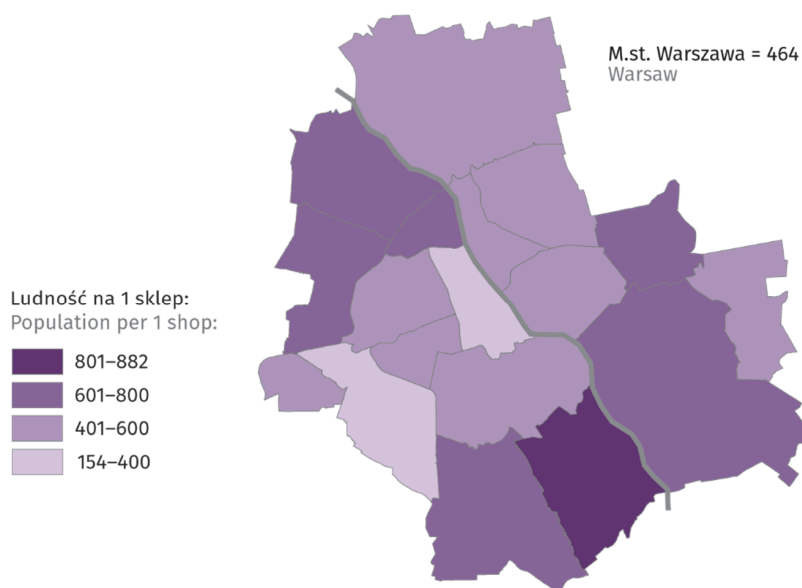 M.st. Warszawa = 464
Warsaw
Ludność na 1 sklep:
Population per 1 shop:
801–882
601–800
401–600
154–400